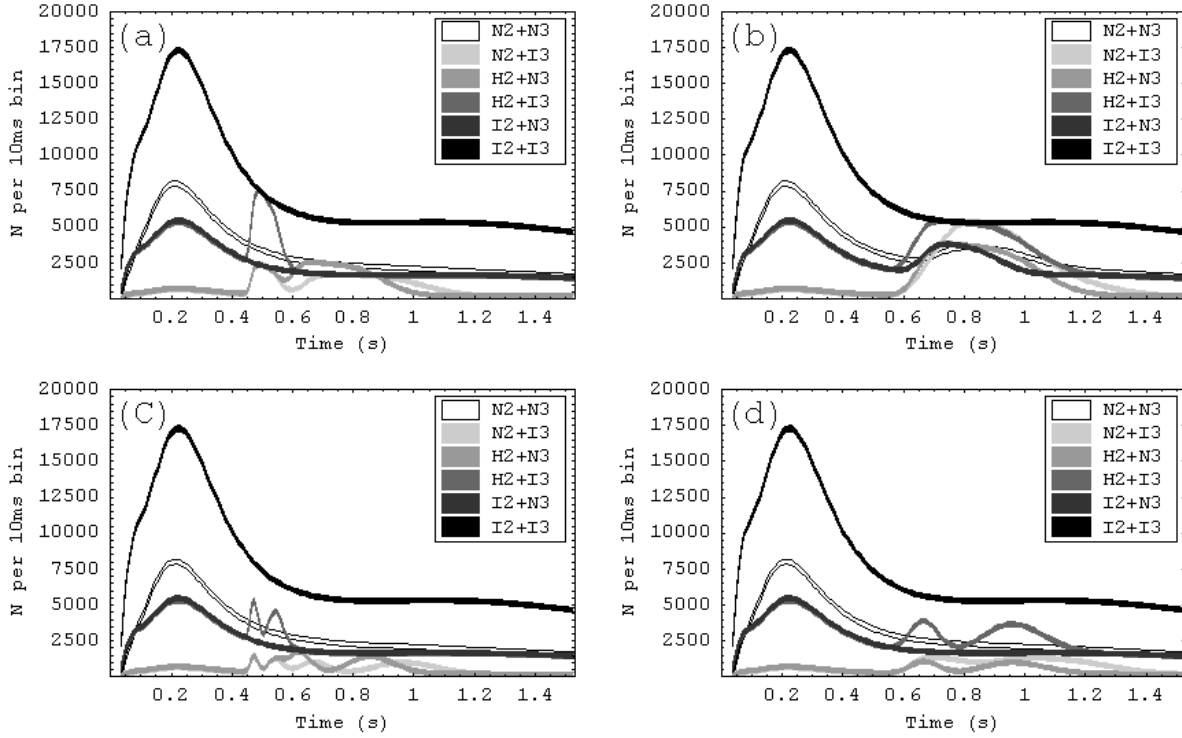 (a)
N per 10ms bin
20000
17500
15000
12500
10000
7500
5000
2500
0.2 0.4 0.6 0.8 1 1.2 1.4
Time (s)
N2+N3
N2+I3
H2+N3
H2+I3
I2+N3
I2+I3
(b)
N per 10ms bin
20000
17500
15000
12500
10000
7500
5000
2500
0.2 0.4 0.6 0.8 1 1.2 1.4
Time (s)
N2+N3
N2+I3
H2+N3
H2+I3
I2+N3
I2+I3
(C)
N per 10ms bin
20000
17500
15000
12500
10000
7500
5000
2500
0.2 0.4 0.6 0.8 1 1.2 1.4
Time (s)
N2+N3
N2+I3
H2+N3
H2+I3
I2+N3
I2+I3
(d)
N per 10ms bin
20000
17500
15000
12500
10000
7500
5000
2500
0.2 0.4 0.6 0.8 1 1.2 1.4
Time (s)
N2+N3
N2+I3
H2+N3
H2+I3
I2+N3
I2+I3